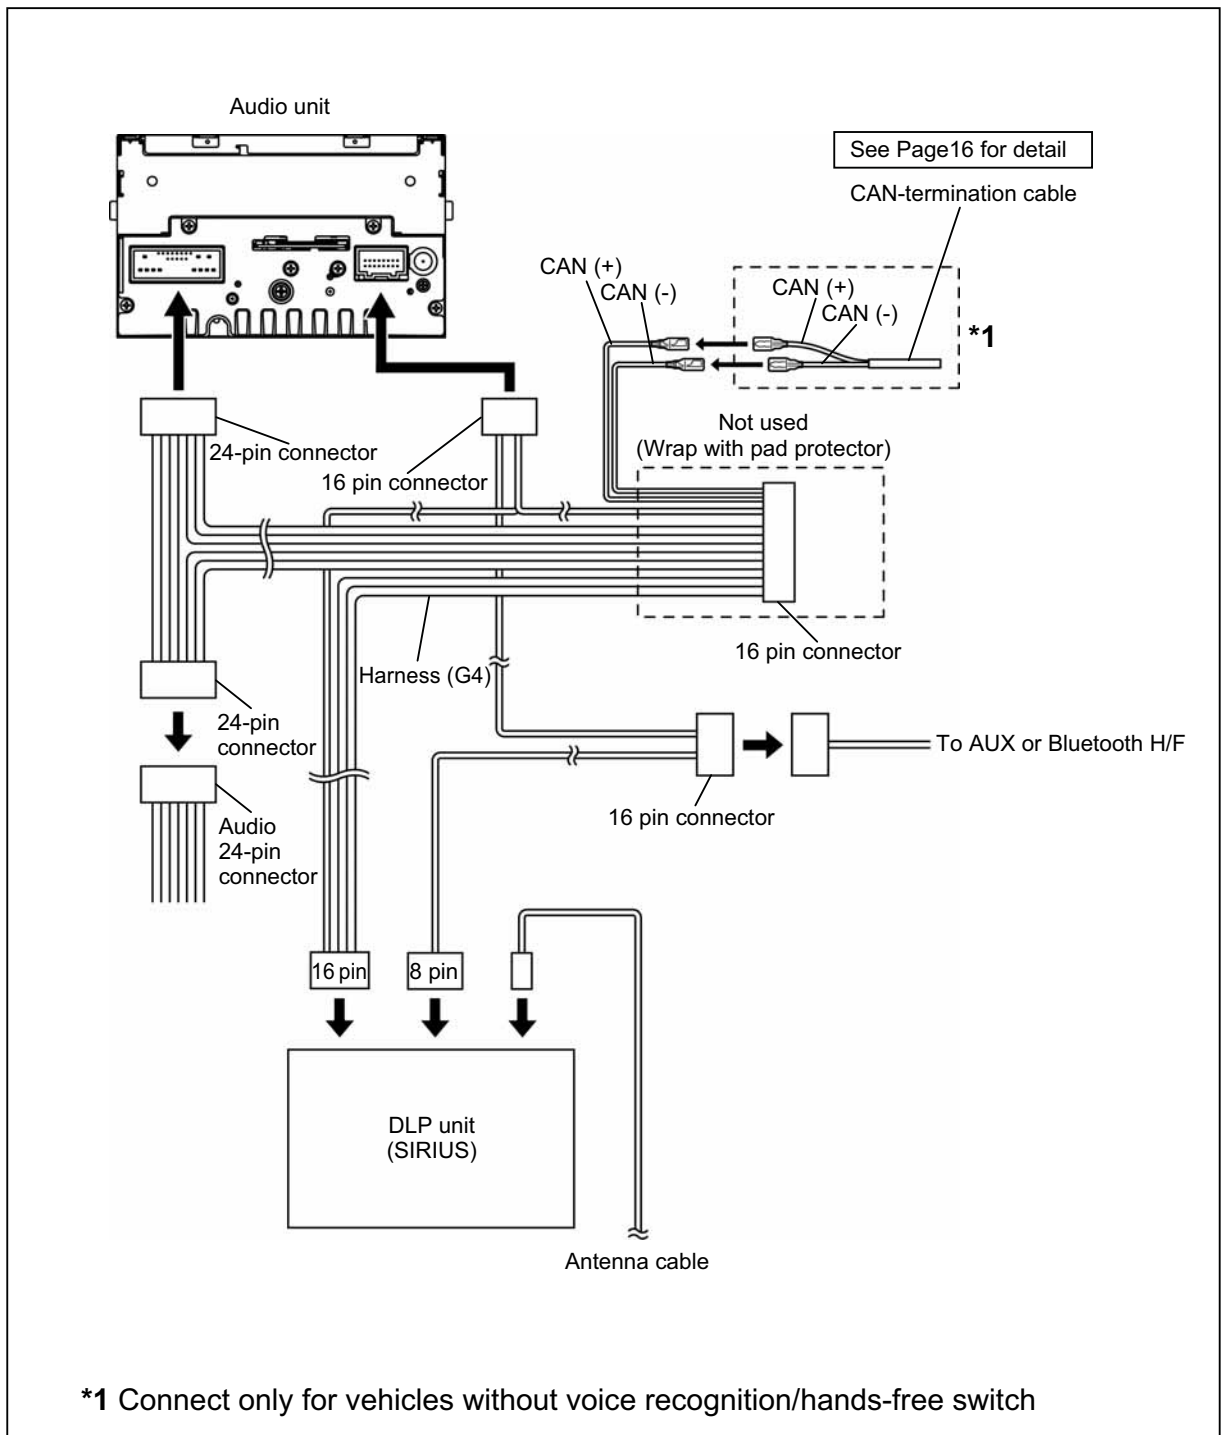 Audio unit
See Page16 for detail
CAN-termination cable
CAN (+)
CAN (-)
CAN (+)
CAN (-)
*1
Not used
(Wrap with pad protector)
24-pin connector
16 pin connector
16 pin connector
Harness (G4)
24-pin
connector
To AUX or Bluetooth H/F
16 pin connector
Audio
24-pin
connector
16 pin
8 pin
DLP unit
(SIRIUS)
Antenna cable
*1 Connect only for vehicles without voice recognition/hands-free switch